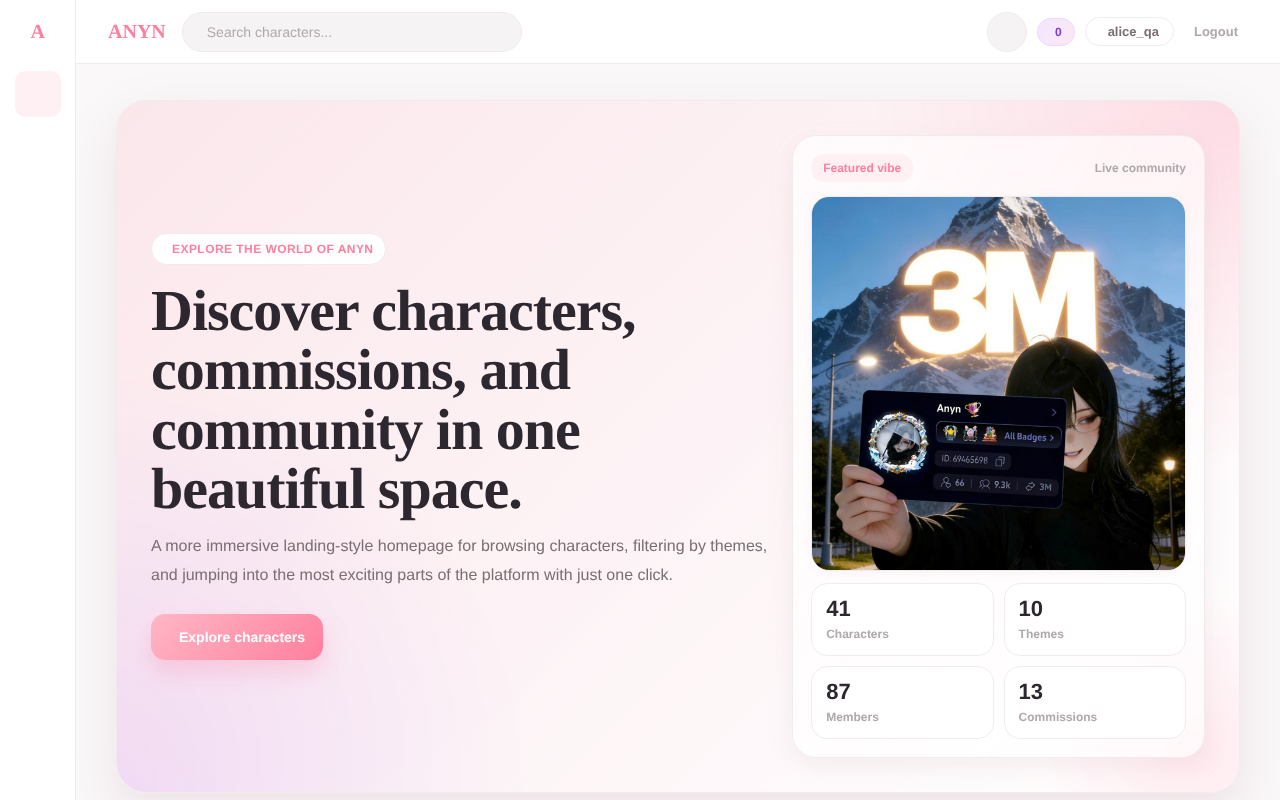 A
ANYN
Search characters...
0
alice_qa
Logout
EXPLORE THE WORLD OF ANYN
Discover characters,
commissions, and
community in one
beautiful space.
A more immersive landing-style homepage for browsing characters, filtering by themes,
and jumping into the most exciting parts of the platform with just one click.
Explore characters
Featured vibe
Live community
3M
Anyn
All Badges
ID: 69465698
66
9.3k
3M
41
Characters
10
Themes
87
Members
13
Commissions